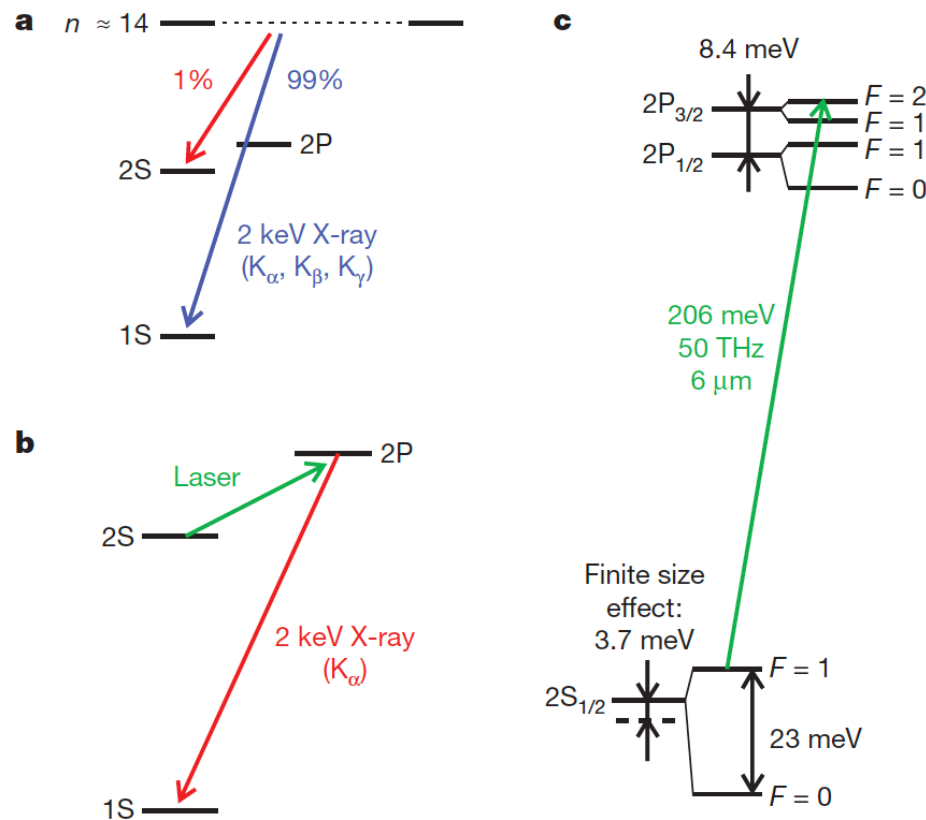 a
n ≈ 14
1%
99%
2P
2S
2 keV X-ray
(Kα, Kβ, Kγ)
1S
b
2P
Laser
2S
2 keV X-ray
(Kα)
1S
c
8.4 meV
2P3/2
F = 2
F = 1
2P1/2
F = 1
F = 0
206 meV
50 THz
6 μm
Finite size
effect:
3.7 meV
2S1/2
F = 1
23 meV
F = 0